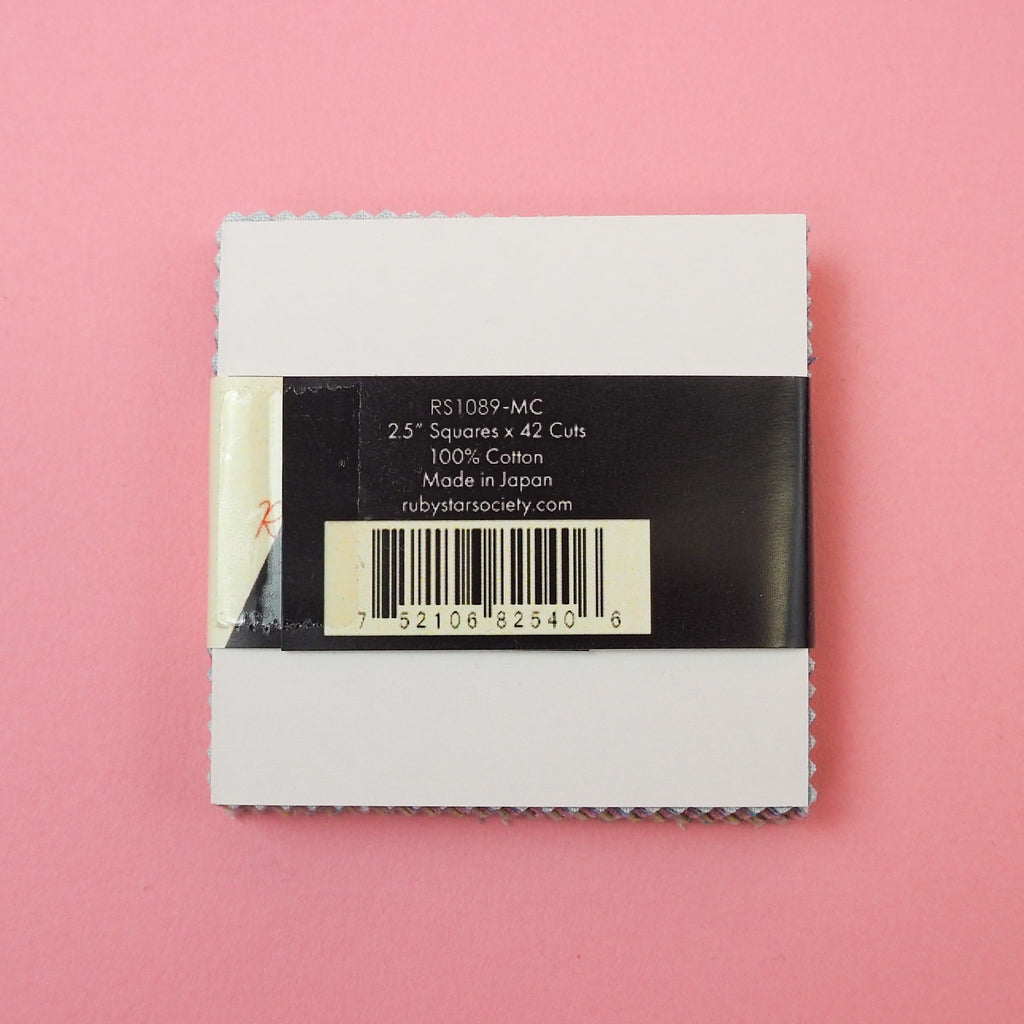 RS1089-MC
2.5" Squares x 42 Cuts
100% Cotton
Made in Japan
rubystarsociety.com
R
7 52106 82540 6